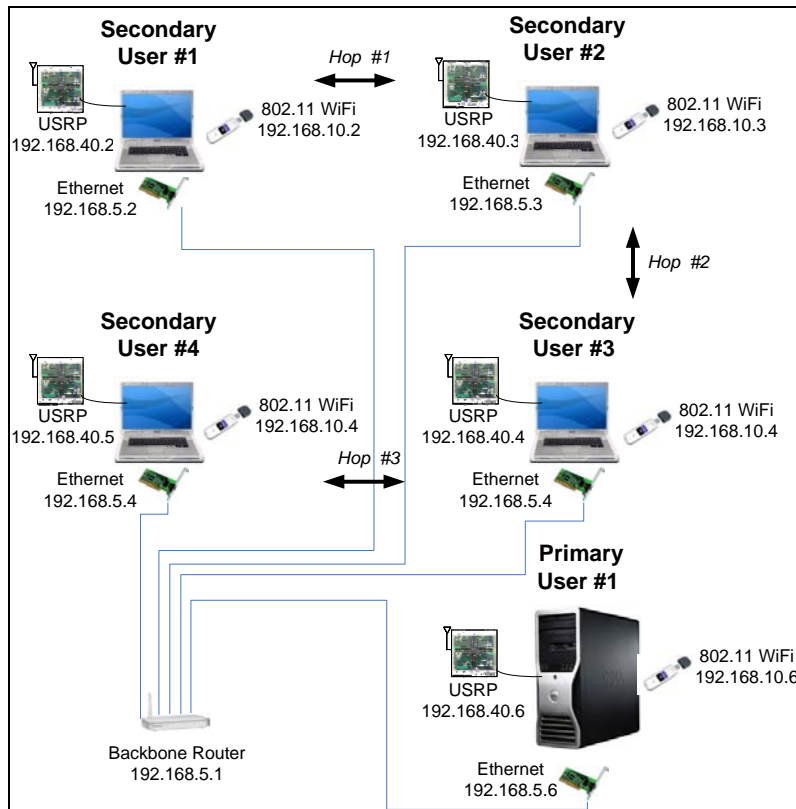 Secondary
User #1
Hop #1
Secondary
User #2
USRP
192.168.40.2
802.11 WiFi
192.168.10.2
Ethernet
192.168.5.2
USRP
192.168.40.3
802.11 WiFi
192.168.10.3
Ethernet
192.168.5.3
Hop #2
Secondary
User #4
Secondary
User #3
USRP
192.168.40.5
802.11 WiFi
192.168.10.4
Ethernet
192.168.5.4
Hop #3
USRP
192.168.40.4
802.11 WiFi
192.168.10.4
Ethernet
192.168.5.4
Primary
User #1
USRP
192.168.40.6
802.11 WiFi
192.168.10.6
Ethernet
192.168.5.6
Backbone Router
192.168.5.1